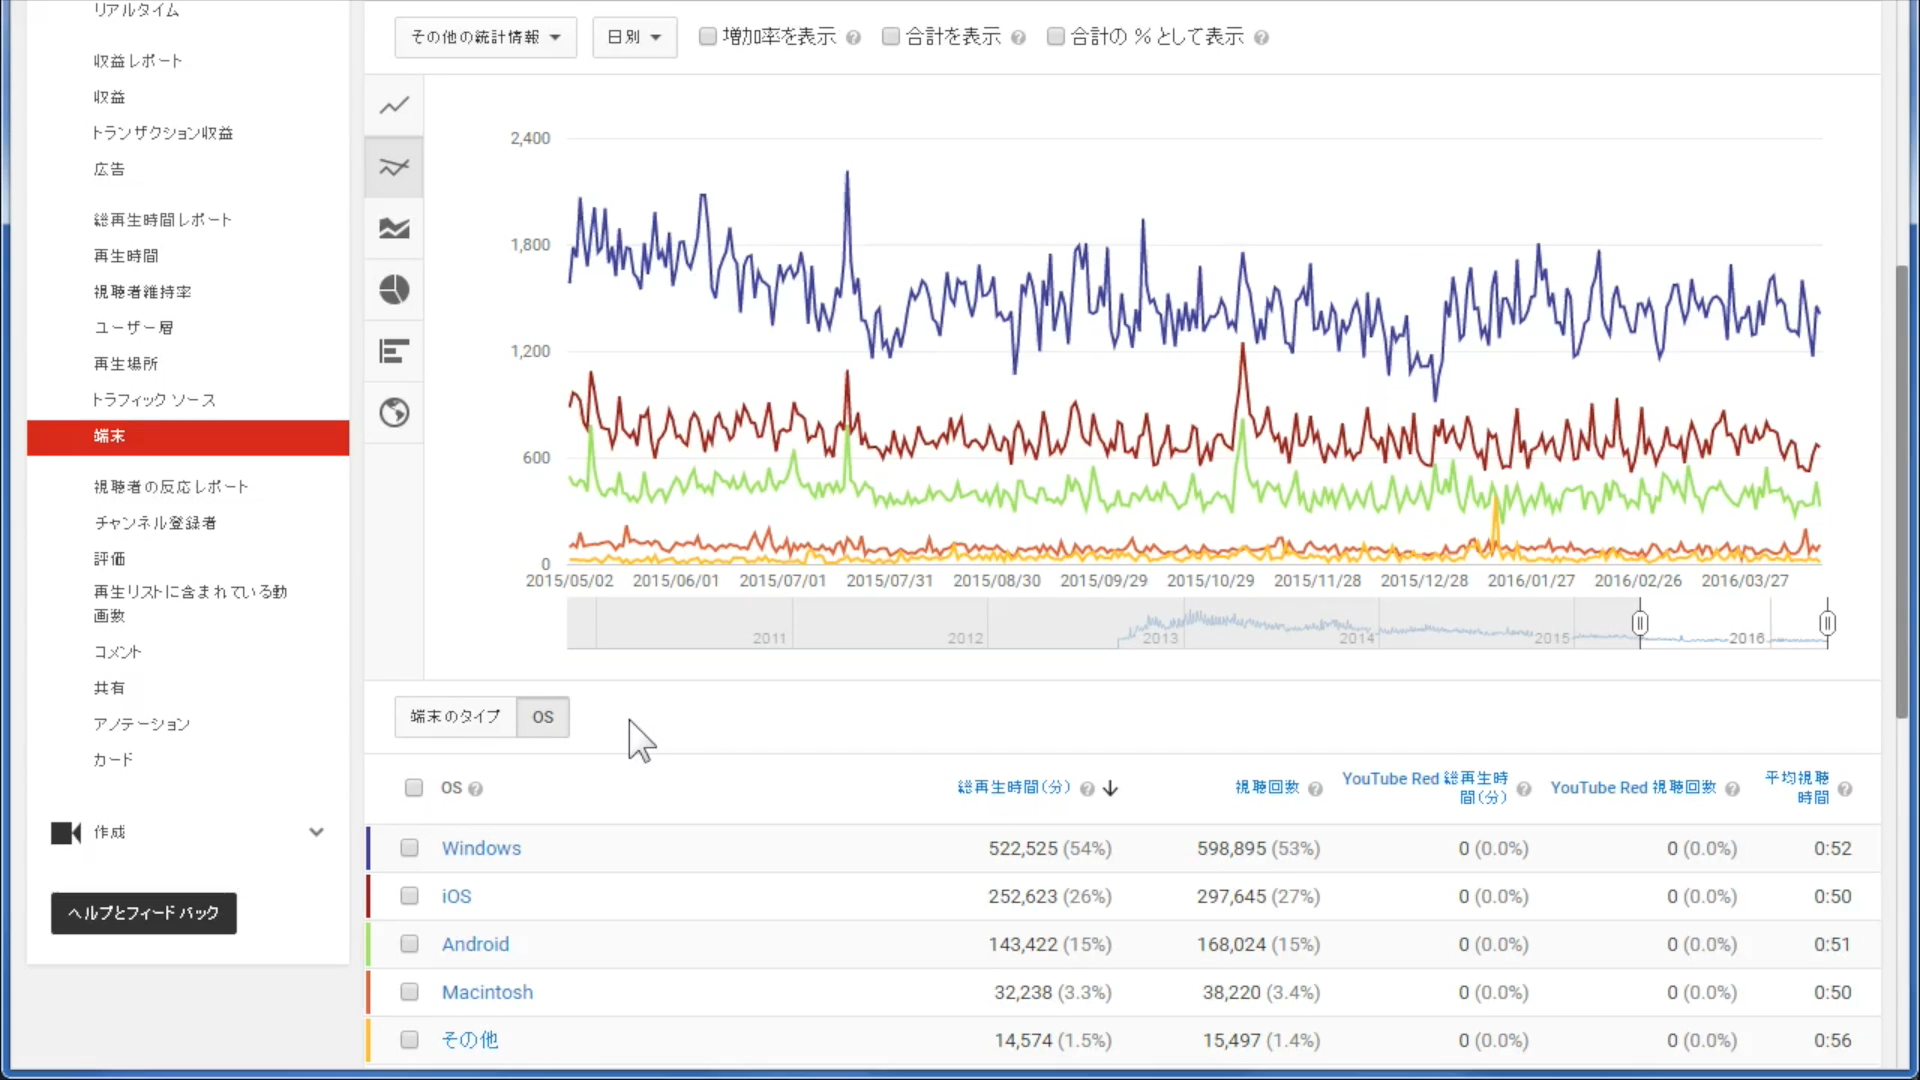 リアルタイム
収益レポート
収益
トランザクション収益
広告
総再生時間レポート
再生時間
視聴者維持率
ユーザー層
再生場所
トラフィック ソース
端末
視聴者の反応レポート
チャンネル登録者
評価
再生リストに含まれている動
画数
コメント
共有
アノテーション
カード
作成
ヘルプとフィードバック
その他の統計情報 日別 増加率を表示 合計を表示 合計の % として表示
2,400
1,800
1,200
600
0
2015/05/02 2015/06/01 2015/07/01 2015/07/31 2015/08/30 2015/09/29 2015/10/29 2015/11/28 2015/12/28 2016/01/27 2016/02/26 2016/03/27
2011 2012 2013 2014 2015 2016
端末のタイプ OS
OS 総再生時間(分) 視聴回数 YouTube Red 総再生時 YouTube Red 視聴回数 平均視聴
間(分) 時間
Windows 522,525 (54%) 598,895 (53%) 0 (0.0%) 0 (0.0%) 0:52
iOS 252,623 (26%) 297,645 (27%) 0 (0.0%) 0 (0.0%) 0:50
Android 143,422 (15%) 168,024 (15%) 0 (0.0%) 0 (0.0%) 0:51
Macintosh 32,238 (3.3%) 38,220 (3.4%) 0 (0.0%) 0 (0.0%) 0:50
その他 14,574 (1.5%) 15,497 (1.4%) 0 (0.0%) 0 (0.0%) 0:56